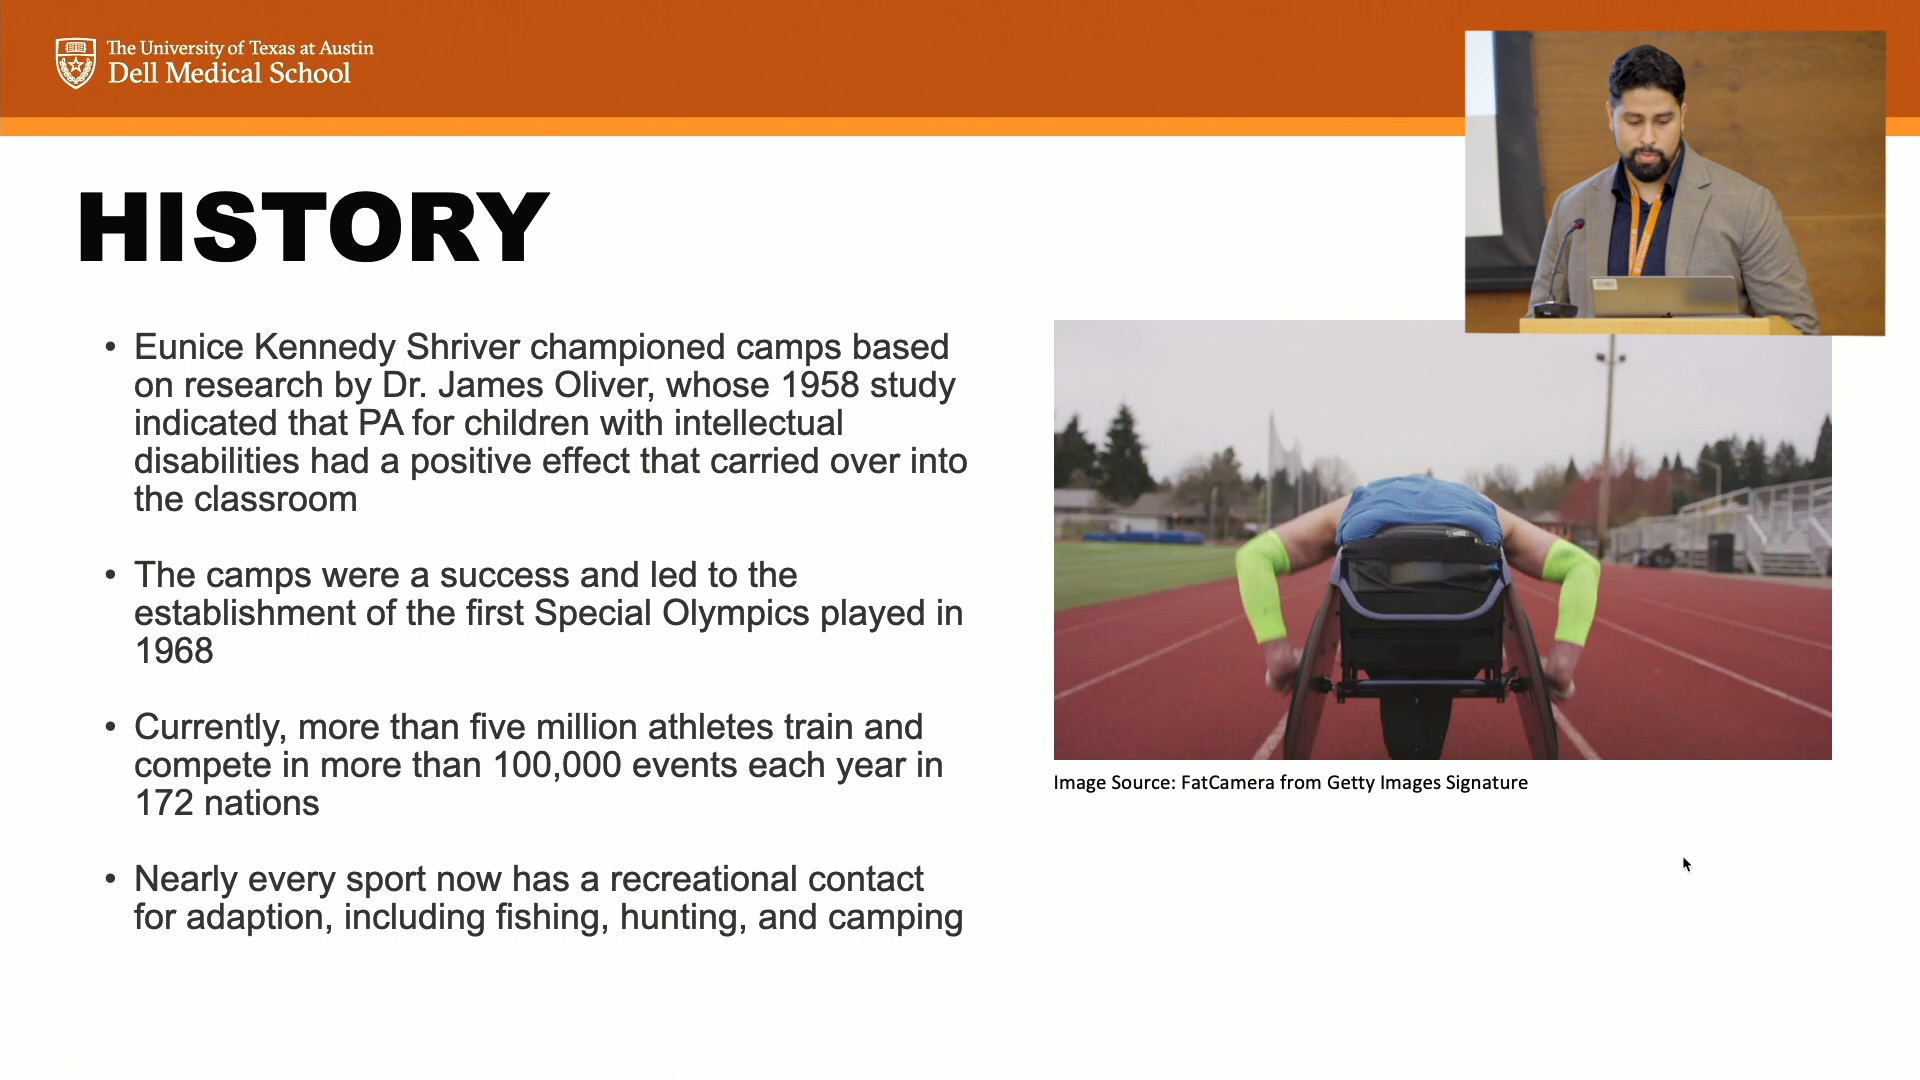 The University of Texas at Austin
Dell Medical School
HISTORY
• Eunice Kennedy Shriver championed camps based
on research by Dr. James Oliver, whose 1958 study
indicated that PA for children with intellectual
disabilities had a positive effect that carried over into
the classroom
• The camps were a success and led to the
establishment of the first Special Olympics played in
1968
• Currently, more than five million athletes train and
compete in more than 100,000 events each year in
172 nations
• Nearly every sport now has a recreational contact
for adaption, including fishing, hunting, and camping
Image Source: FatCamera from Getty Images Signature